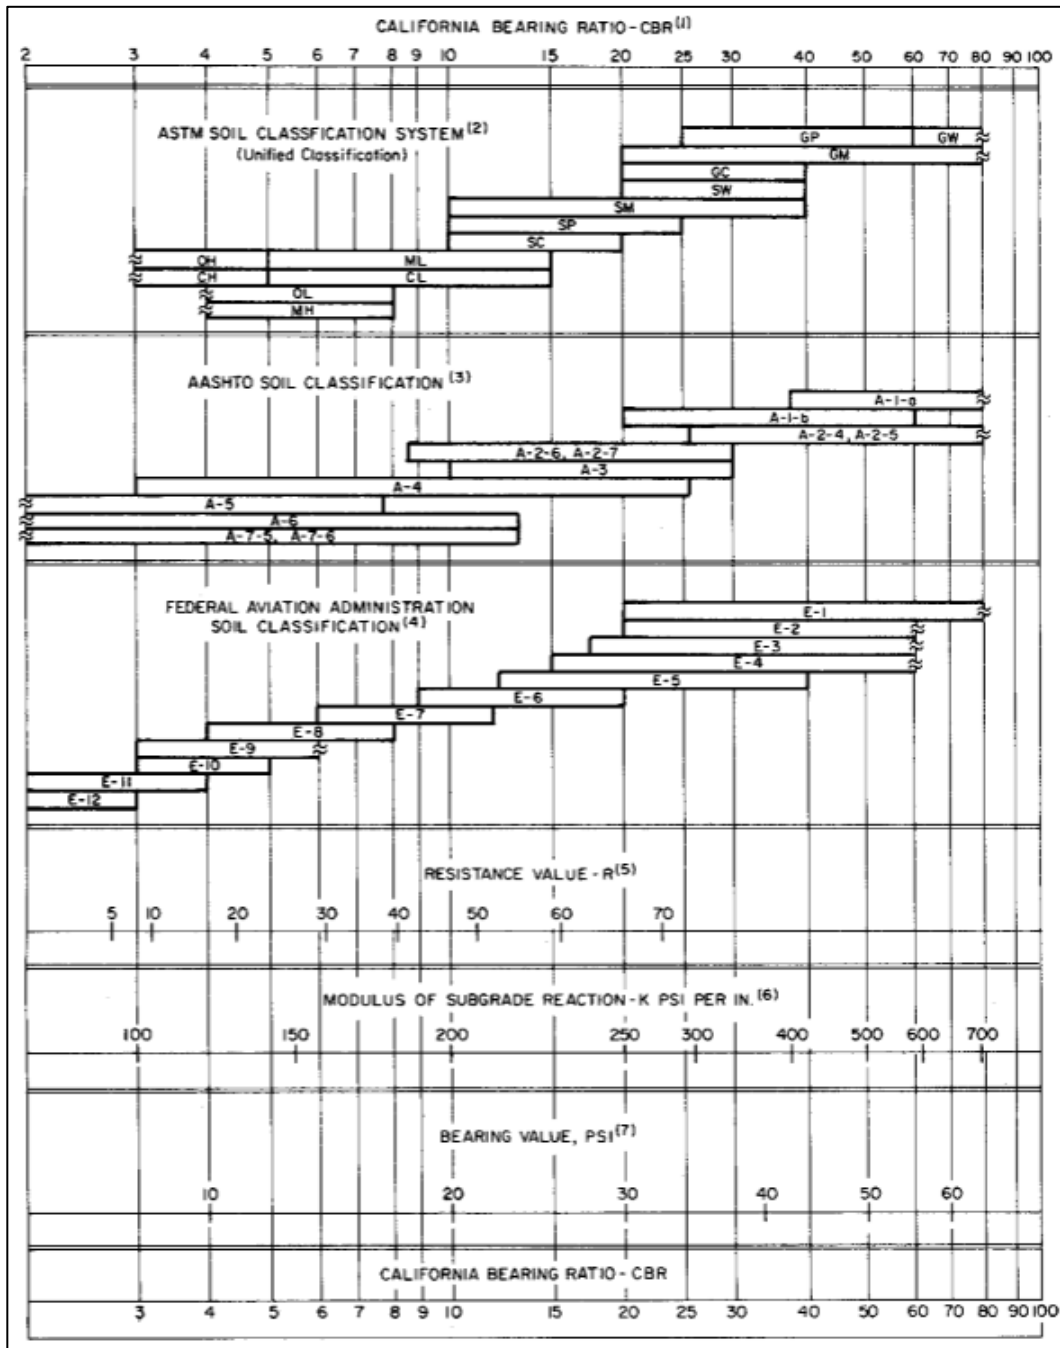 CALIFORNIA BEARING RATIO-CBR(1)
2 3 4 5 6 7 8 9 10 15 20 25 30 40 50 60 70 80 90 100
ASTM SOIL CLASSFICATION SYSTEM(2)
(Unified Classification)
GP GW
GM
GC
SW
SM
SP
SC
OH ML
CH CL
OL
MH
AASHTO SOIL CLASSIFICATION(3)
A-1-a
A-1-b
A-2-4, A-2-5
A-2-6, A-2-7
A-3
A-4
A-5
A-6
A-7-5, A-7-6
FEDERAL AVIATION ADMINISTRATION
SOIL CLASSIFICATION(4)
E-1
E-2
E-3
E-4
E-5
E-6
E-7
E-8
E-9
E-10
E-11
E-12
RESISTANCE VALUE-R(5)
5 10 20 30 40 50 60 70
MODULUS OF SUBGRADE REACTION-K PSI PER IN.(6)
100 150 200 250 300 400 500 600 700
BEARING VALUE, PSI(7)
10 20 30 40 50 60
CALIFORNIA BEARING RATIO-CBR
3 4 5 6 7 8 9 10 15 20 25 30 40 50 60 70 80 90 100